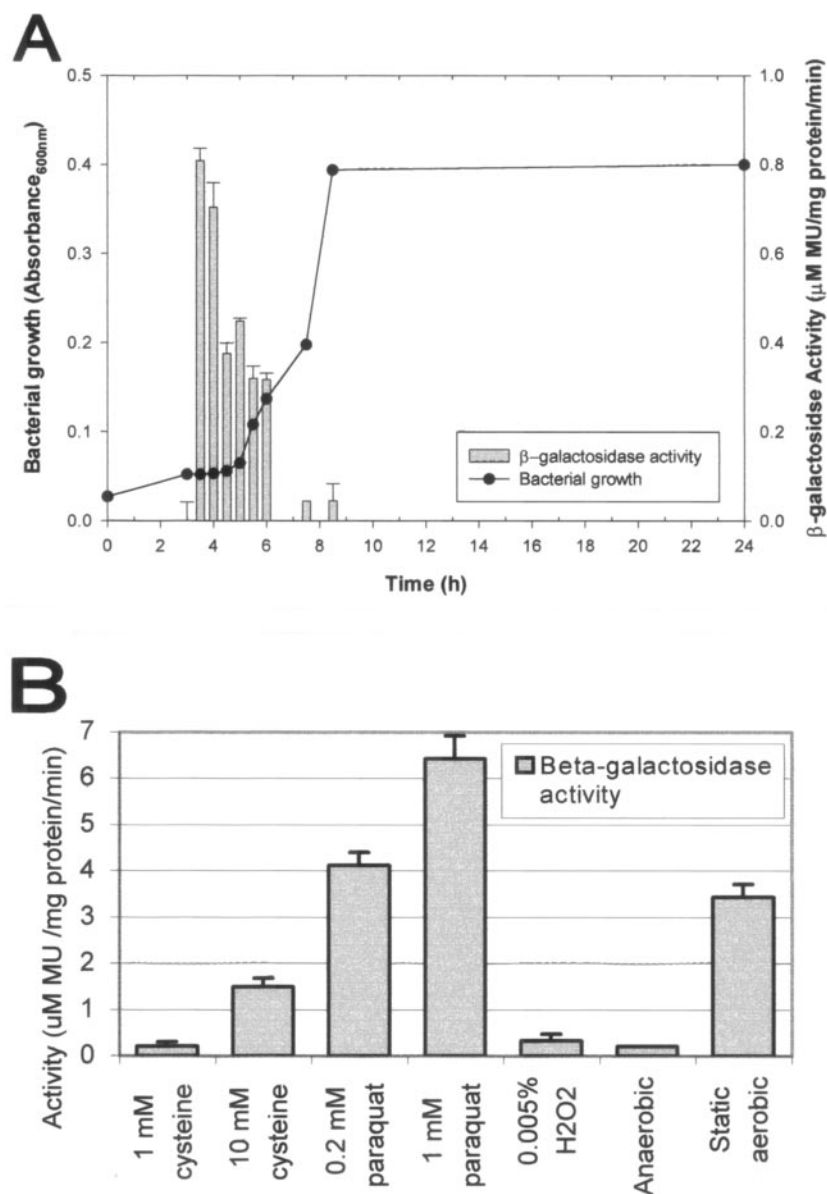 A
Bacterial growth (Absorbance600nm)
0.5
0.4
0.3
0.2
0.1
0.0
1.0
0.8
0.6
0.4
0.2
0.0
β-galactosidse Activity (μM MU/mg protein/min)
β-galactosidase activity
Bacterial growth
0 2 4 6 8 10 12 14 16 18 20 22 24
Time (h)
B
Activity (uM MU /mg protein/min)
7
6
5
4
3
2
1
0
Beta-galactosidase
activity
1 mM
cysteine
10 mM
cysteine
0.2 mM
paraquat
1 mM
paraquat
0.005%
H2O2
Anaerobic
Static
aerobic